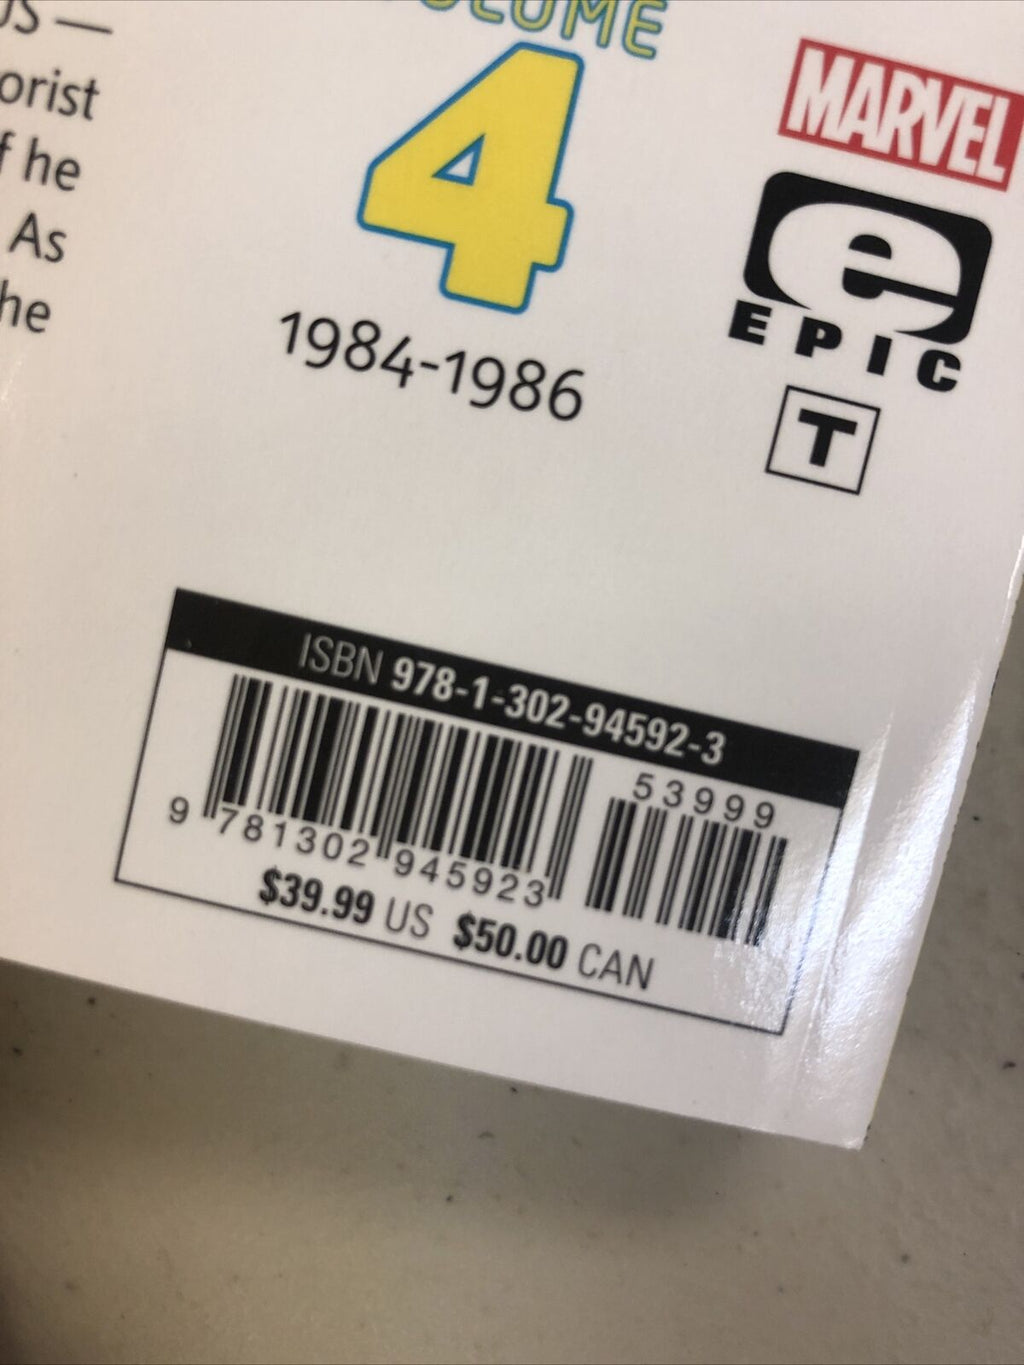 orist
f he
As
he
4
1984-1986
MARVEL
e
EPIC
T
ISBN 978-1-302-94592-3
53999
9 781302 945923
$39.99 US $50.00 CAN